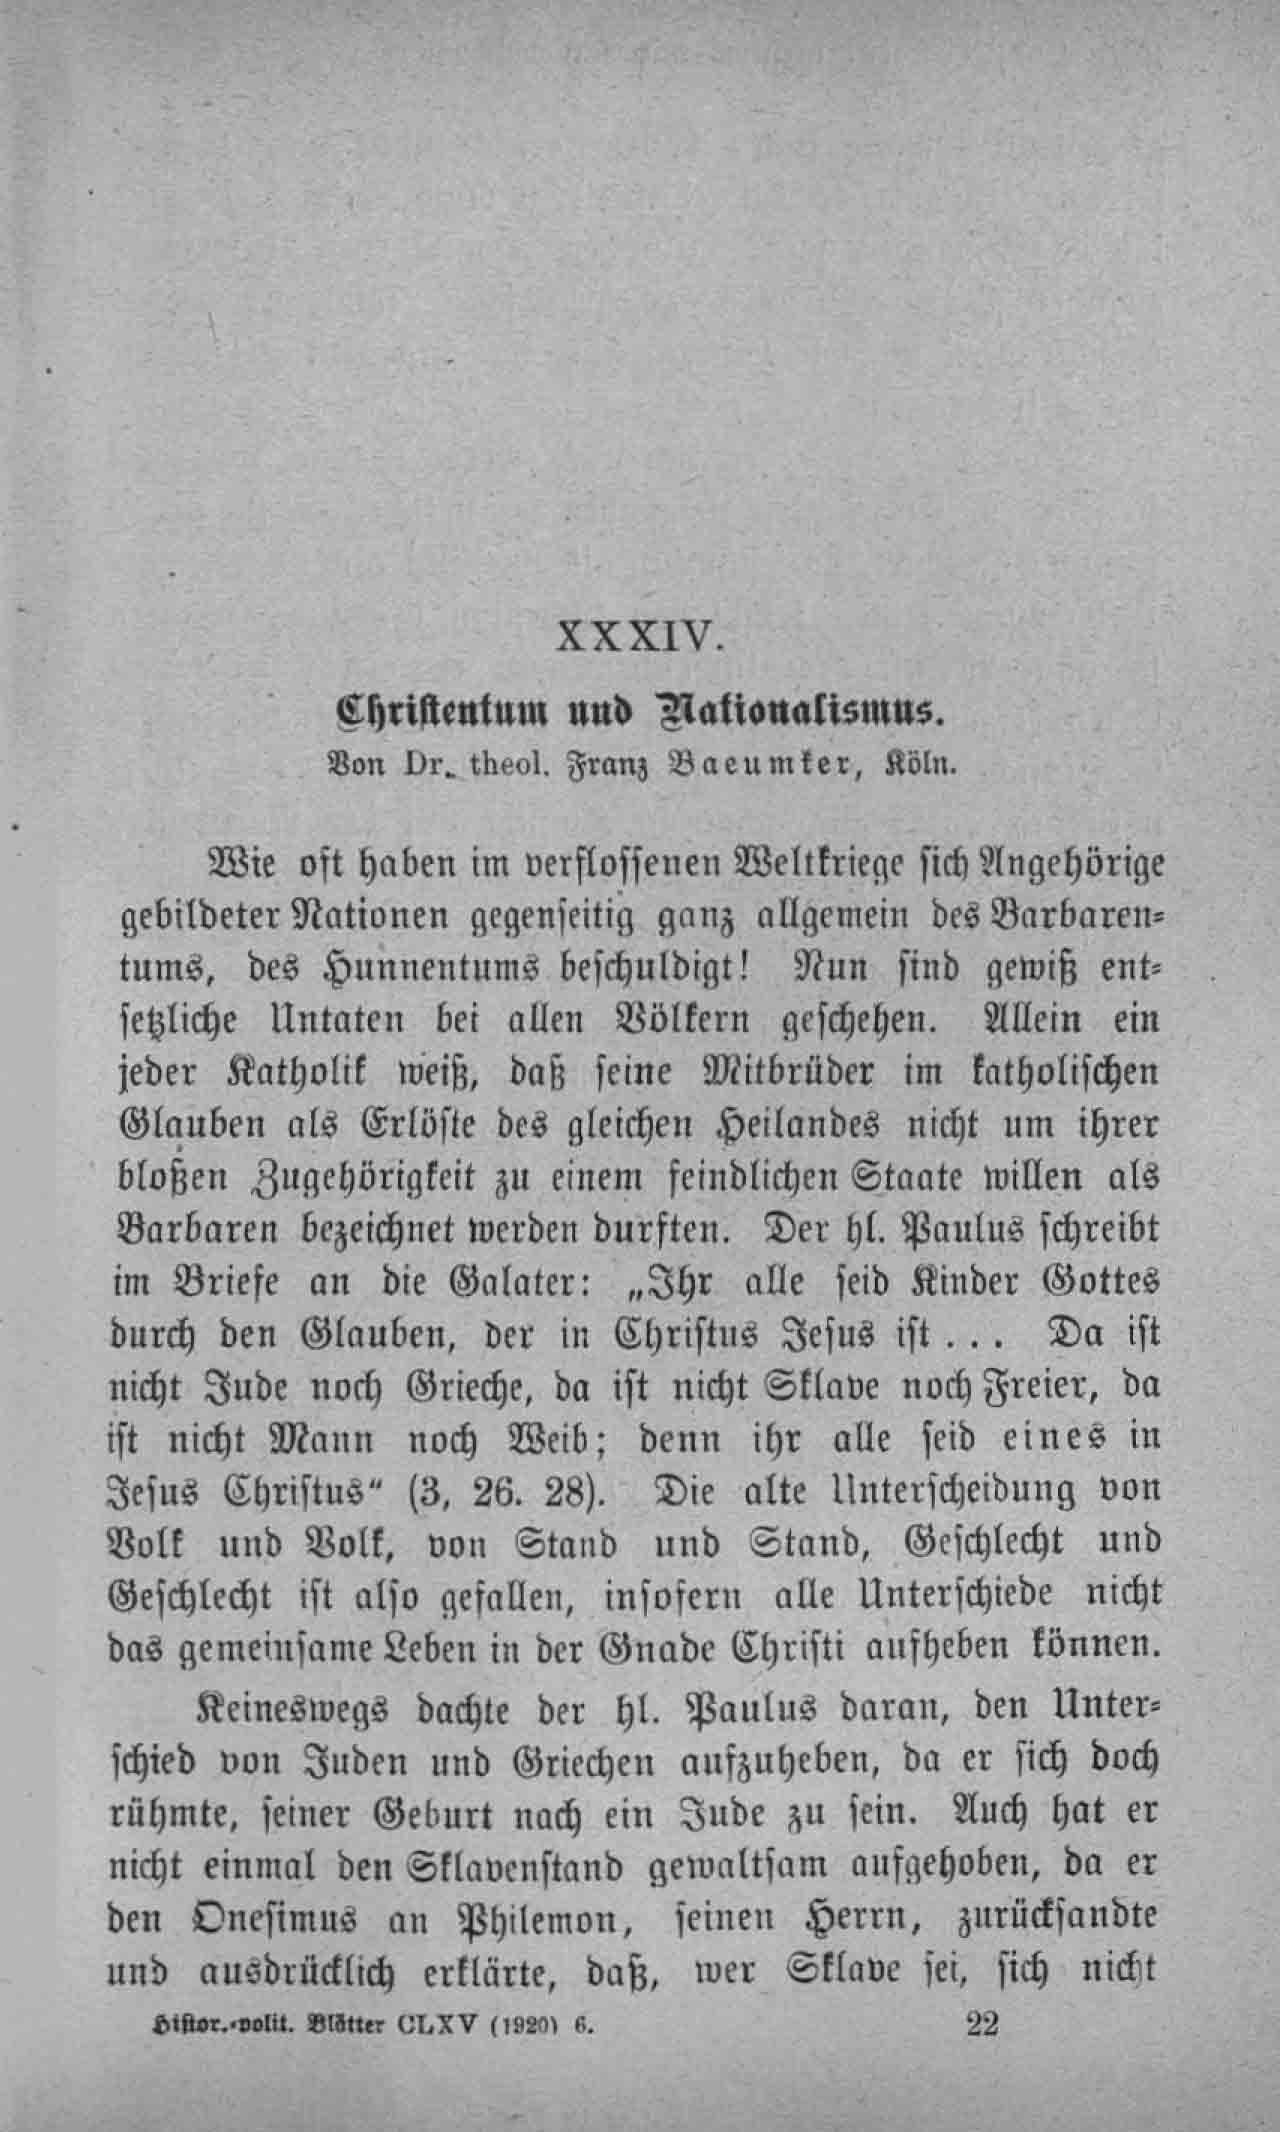 XXXIV.
Christentum und Nationalismus.
Von Dr. theol. Franz Baeumker, Köln.
Wie oft haben im verflossenen Weltkriege sich Angehörige
gebildeter Nationen gegenseitig ganz allgemein des Barbaren-
tums, des Hunnentums beschuldigt! Nun sind gewiß ent-
setzliche Untaten bei allen Völkern geschehen. Allein ein
jeder Katholik weiß, daß seine Mitbrüder im katholischen
Glauben als Erlöste des gleichen Heilandes nicht um ihrer
bloßen Zugehörigkeit zu einem feindlichen Staate willen als
Barbaren bezeichnet werden durften. Der hl. Paulus schreibt
im Briefe an die Galater: „Ihr alle seid Kinder Gottes
durch den Glauben, der in Christus Jesus ist . . . Da ist
nicht Jude noch Grieche, da ist nicht Sklave noch Freier, da
ist nicht Mann noch Weib; denn ihr alle seid eines in
Jesus Christus“ (3, 26. 28). Die alte Unterscheidung von
Volk und Volk, von Stand und Stand, Geschlecht und
Geschlecht ist also gefallen, insofern alle Unterschiede nicht
das gemeinsame Leben in der Gnade Christi aufheben können.
Keineswegs dachte der hl. Paulus daran, den Unter-
schied von Juden und Griechen aufzuheben, da er sich doch
rühmte, seiner Geburt nach ein Jude zu sein. Auch hat er
nicht einmal den Sklavenstand gewaltsam aufgehoben, da er
den Onesimus an Philemon, seinen Herrn, zurücksandte
und ausdrücklich erklärte, daß, wer Sklave sei, sich nicht
Histor.-polit. Blätter CLXV (1920) 6. 22